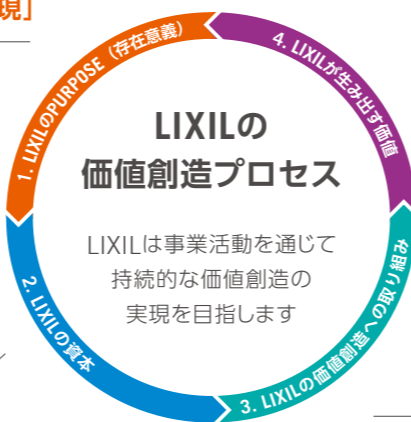 現」
1. LIXILのPURPOSE（存在意義）
4. LIXILが生み出す価値
LIXILの
価値創造プロセス
LIXILは事業活動を通じて
持続的な価値創造の
実現を目指します
2. LIXILの資本
3. LIXILの価値創造への取り組み